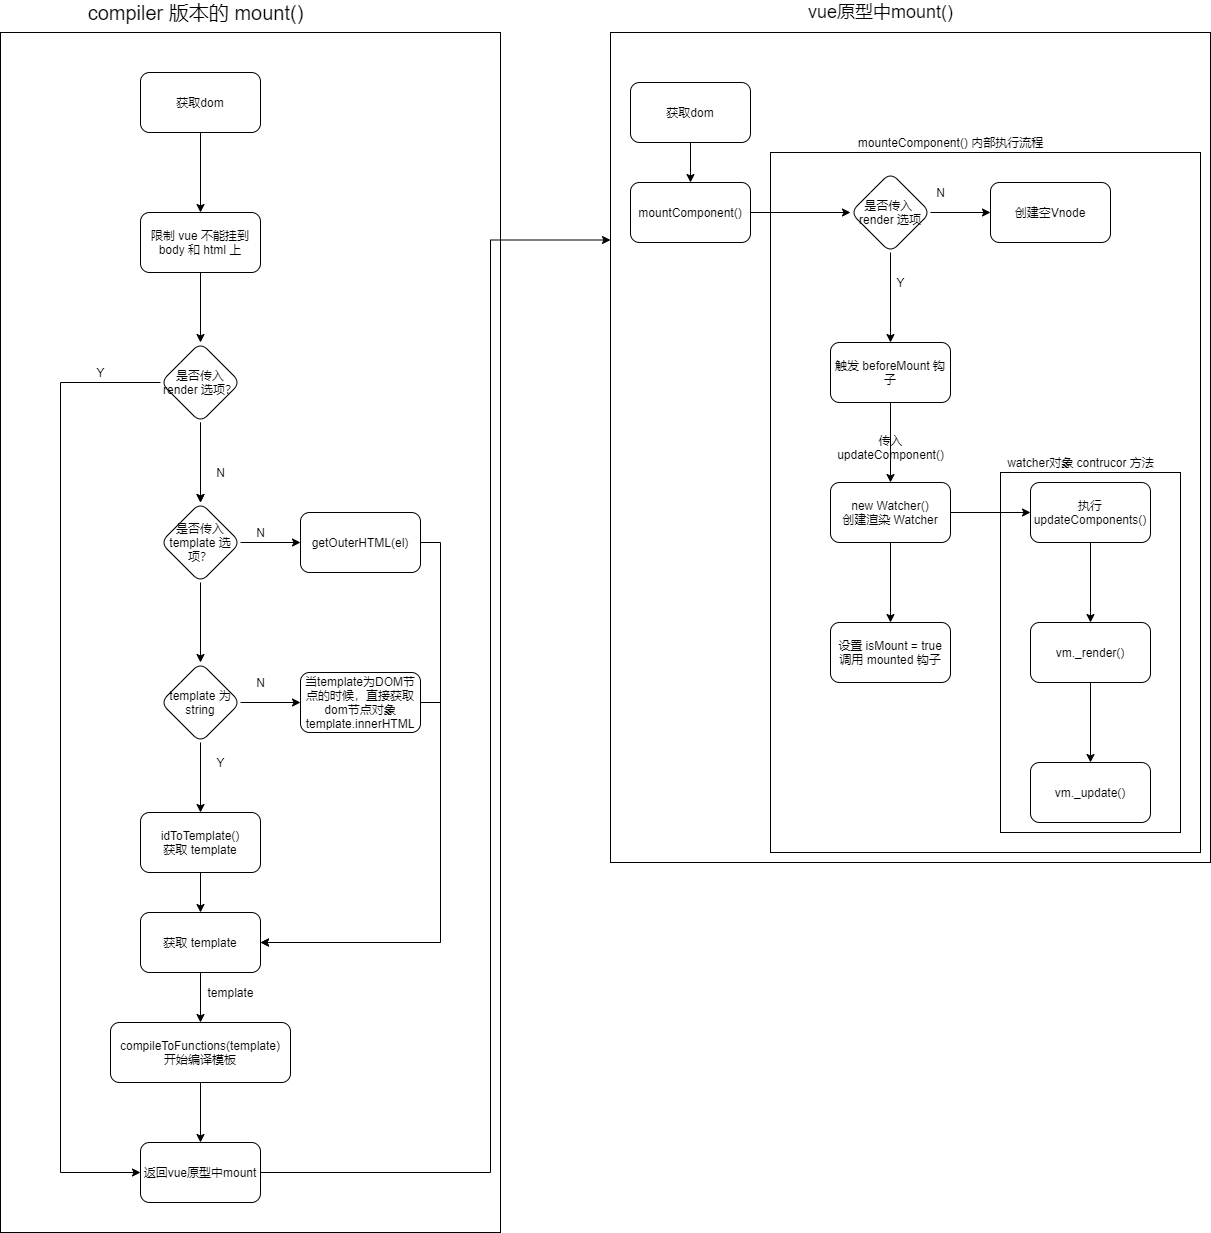 compiler 版本的 mount()
获取dom
限制 vue 不能挂到
body 和 html 上
是否传入
render 选项?
Y
N
是否传入
template 选
项?
N
getOuterHTML(el)
template 为
string
N
当template为DOM节
点的时候，直接获取
dom节点对象
template.innerHTML
Y
idToTemplate()
获取 template
获取 template
template
compileToFunctions(template)
开始编译模板
返回vue原型中mount
vue原型中mount()
获取dom
mountComponent()
mounteComponent() 内部执行流程
是否传入
render 选项
N
创建空Vnode
Y
触发 beforeMount 钩
子
传入
updateComponent()
new Watcher()
创建渲染 Watcher
设置 isMount = true
调用 mounted 钩子
watcher对象 contrucor 方法
执行
updateComponents()
vm._render()
vm._update()